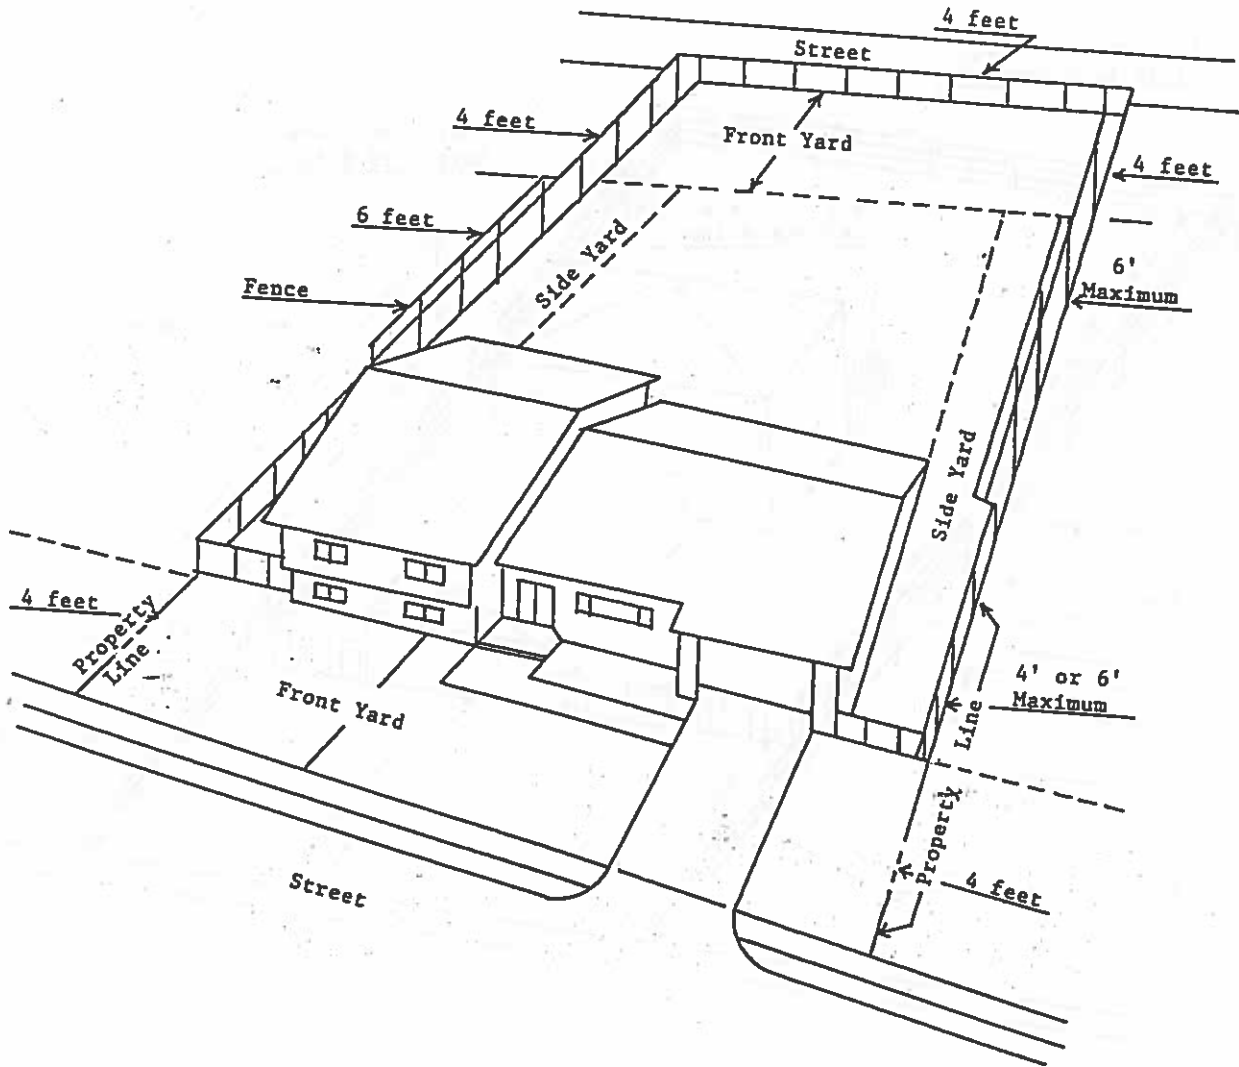 4 feet
Street
4 feet
Front Yard
4 feet
6 feet
Side Yard
6'
Maximum
Fence
Side Yard
4 feet
Property
Line
4' or 6'
Maximum
Front Yard
Line
Property
4 feet
Street